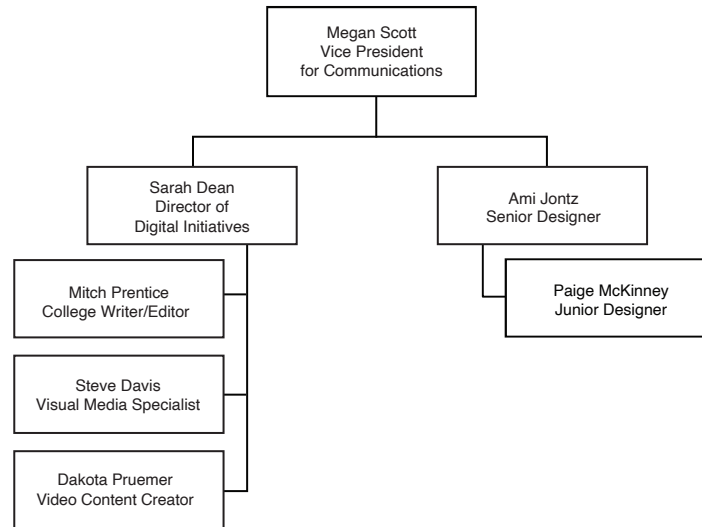 Megan Scott
Vice President
for Communications
Sarah Dean
Director of
Digital Initiatives
Ami Jontz
Senior Designer
Mitch Prentice
College Writer/Editor
Paige McKinney
Junior Designer
Steve Davis
Visual Media Specialist
Dakota Pruemer
Video Content Creator